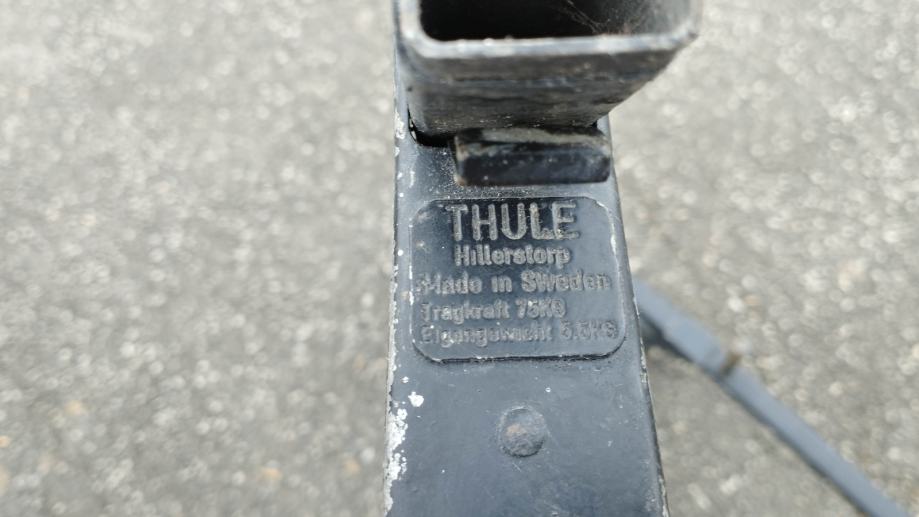 THULE
Hillerstorp
Made in Sweden
Tragkraft 75KG
Eigengewicht 5.5KG